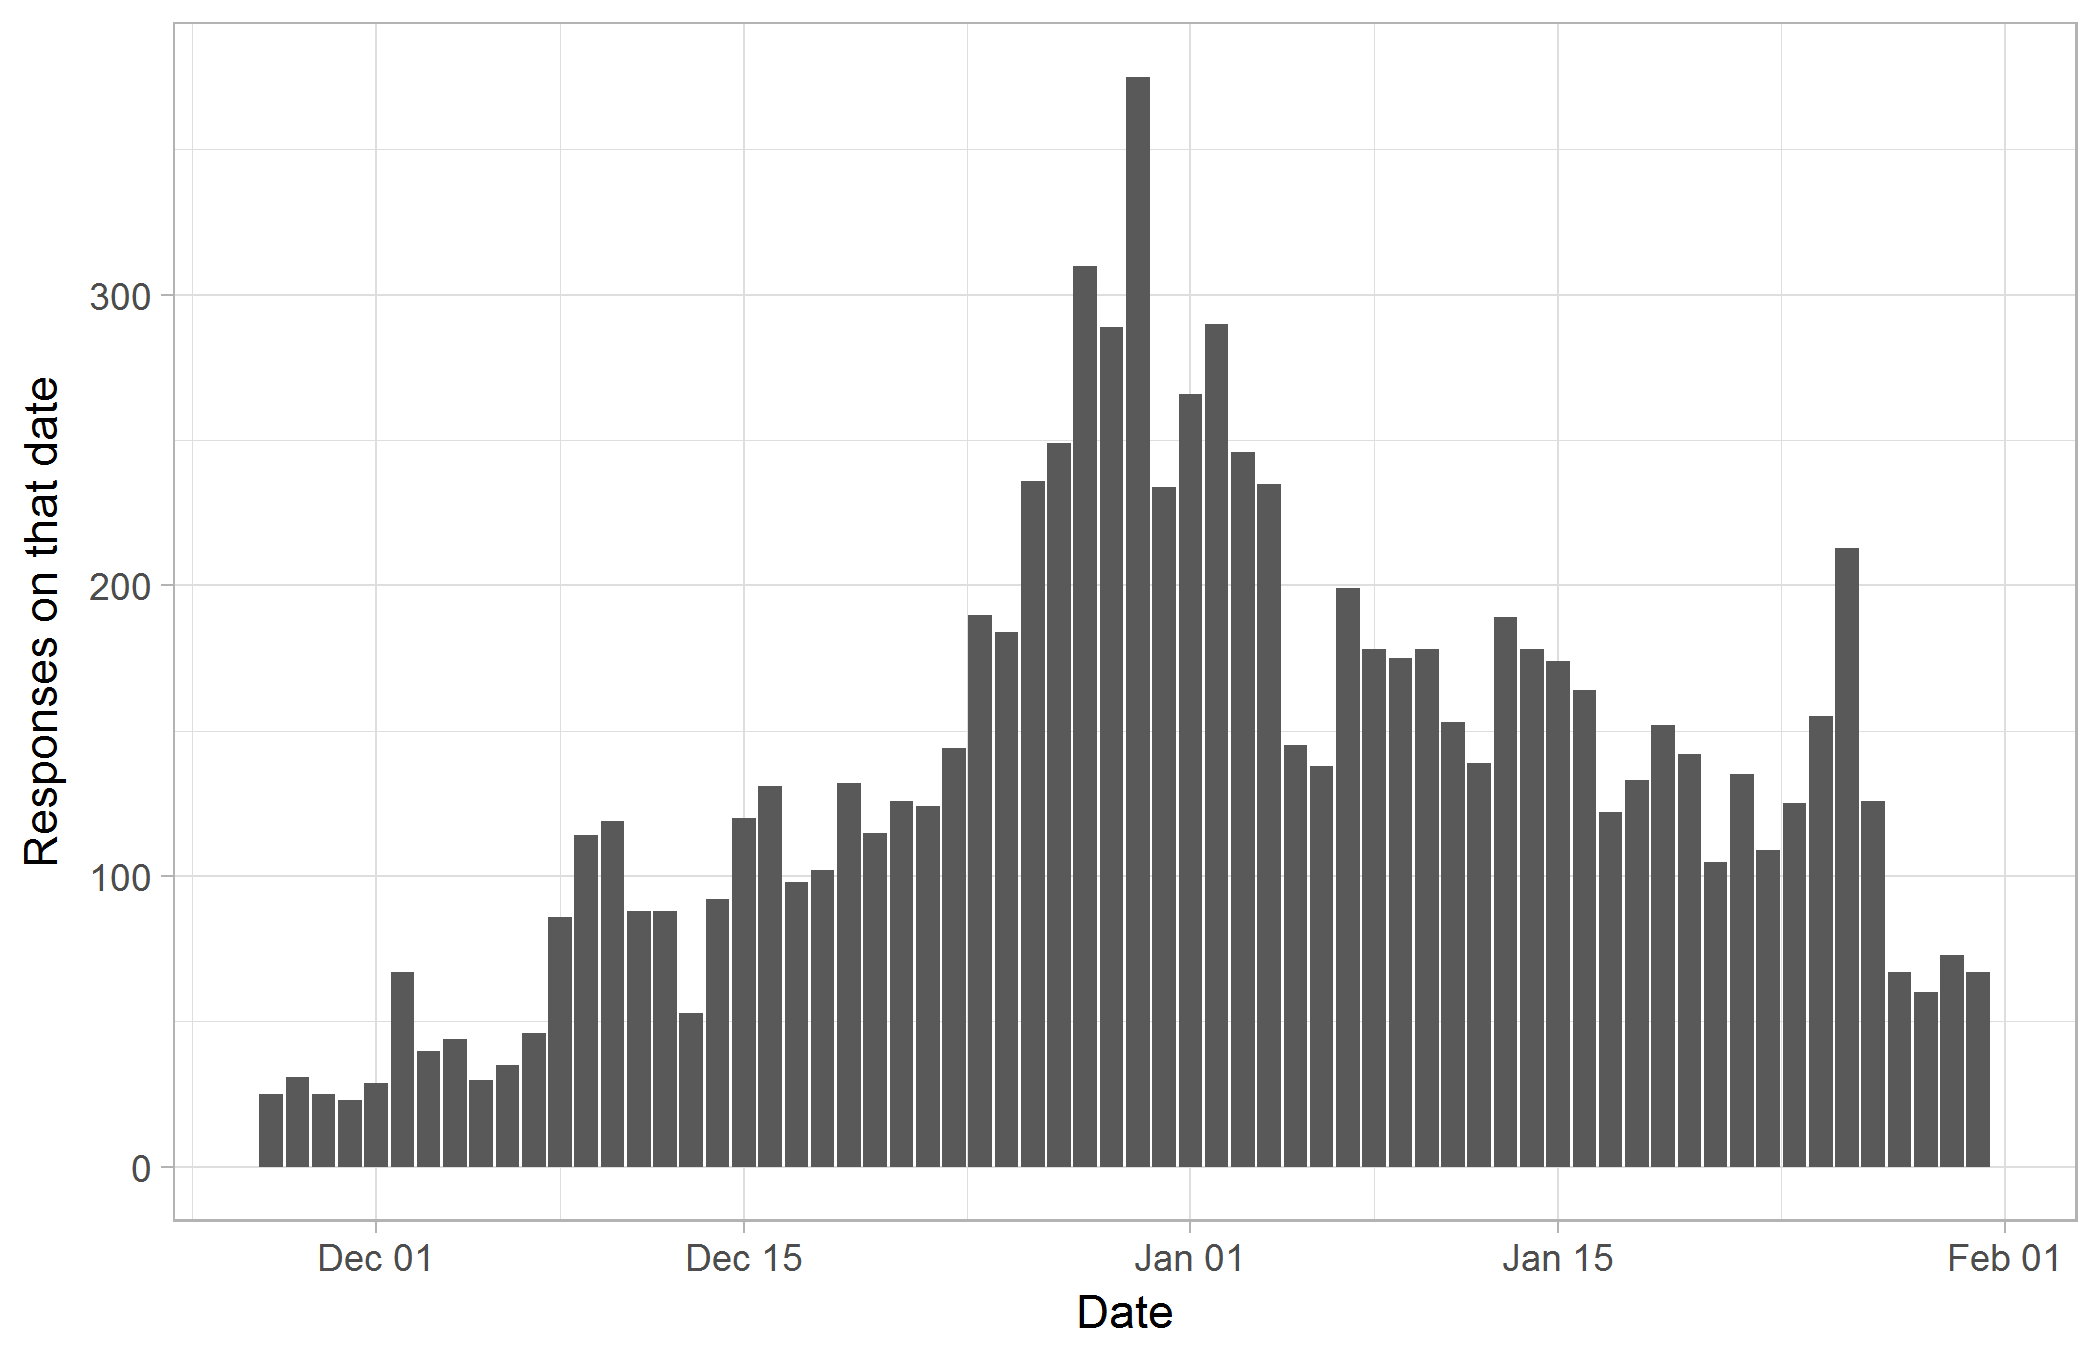 Responses on that date
300
200
100
0
Dec 01 Dec 15 Jan 01 Jan 15 Feb 01
Date